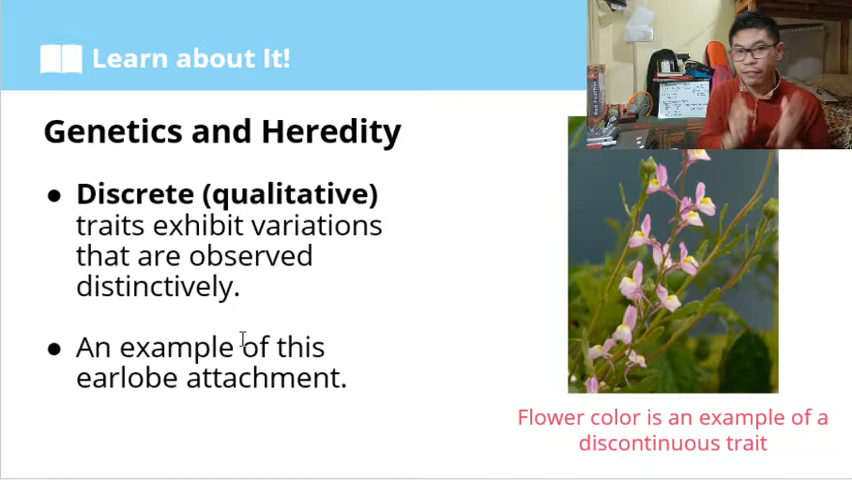 Learn about It!
Genetics and Heredity
● Discrete (qualitative)
traits exhibit variations
that are observed
distinctively.
● An example of this
earlobe attachment.
Flower color is an example of a
discontinuous trait